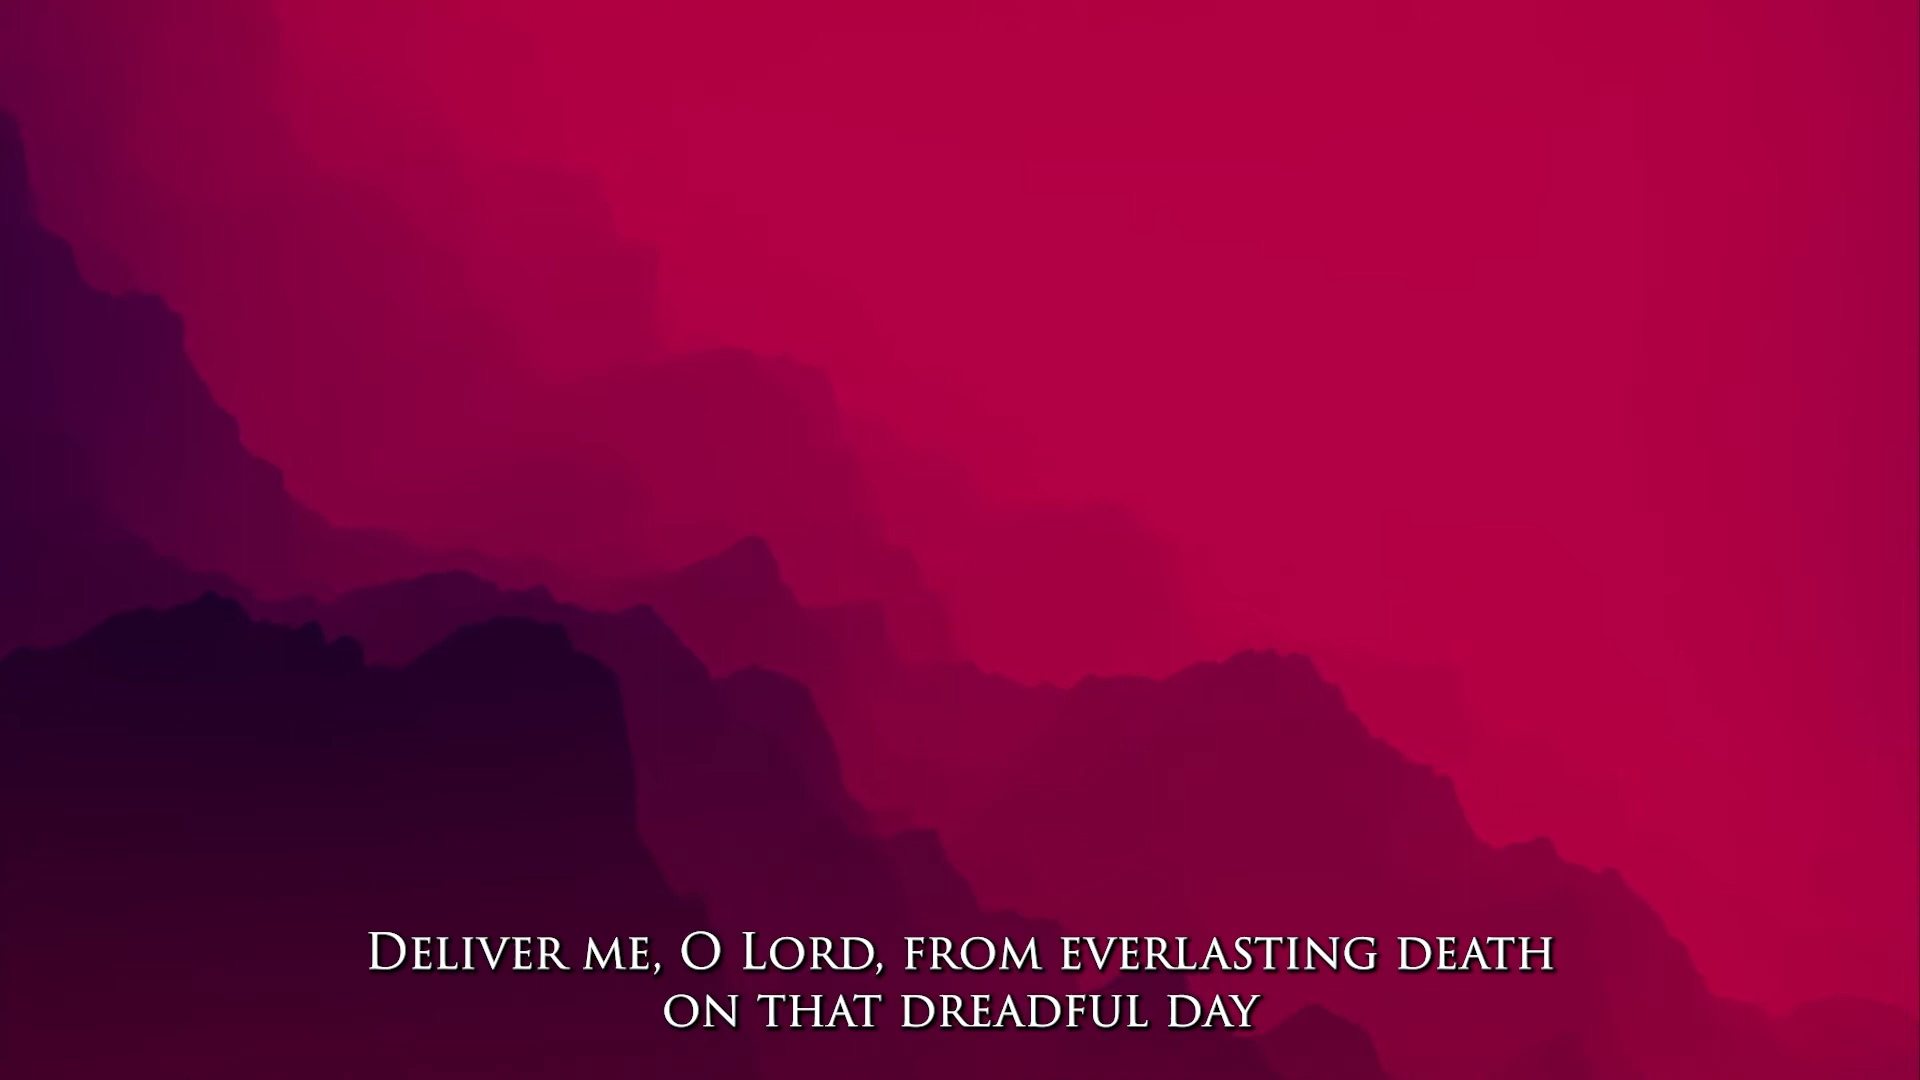 Deliver me, O Lord, from everlasting death
on that dreadful day